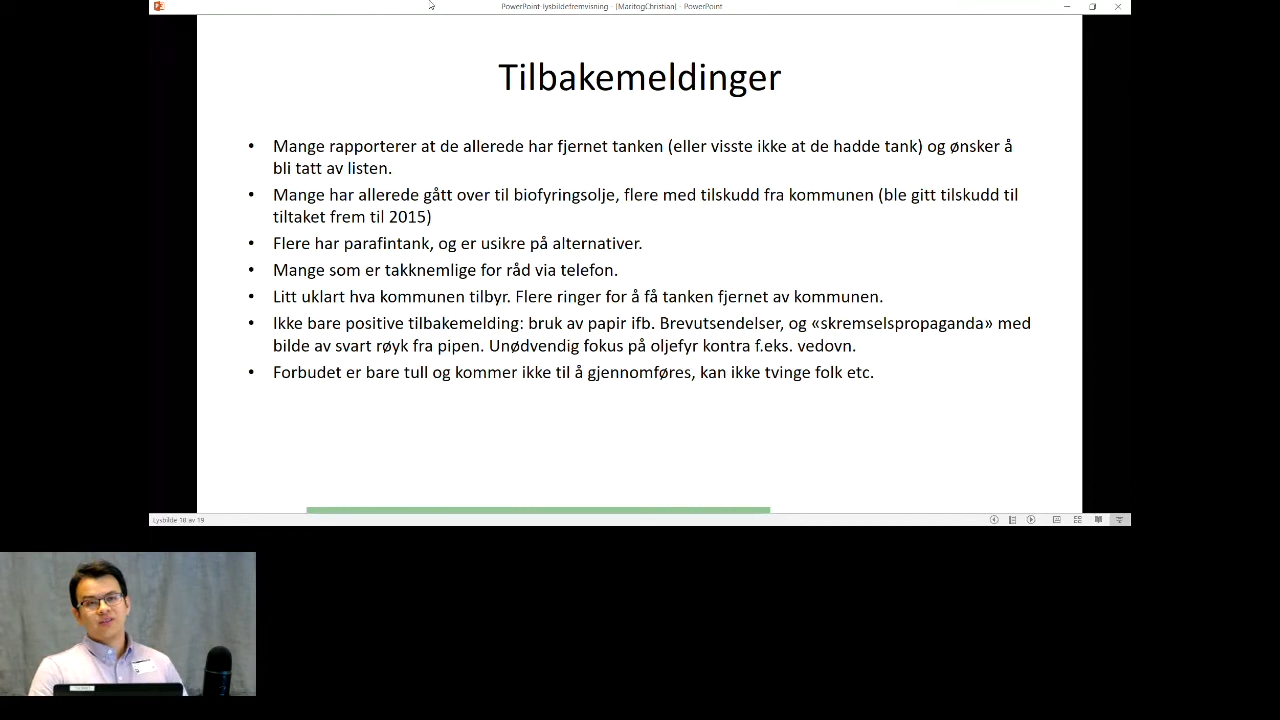 PowerPoint-lysbildefremvisning - [MaritogChristian] - PowerPoint
Tilbakemeldinger
• Mange rapporterer at de allerede har fjernet tanken (eller visste ikke at de hadde tank) og ønsker å
bli tatt av listen.
• Mange har allerede gått over til biofyringsolje, flere med tilskudd fra kommunen (ble gitt tilskudd til
tiltaket frem til 2015)
• Flere har parafintank, og er usikre på alternativer.
• Mange som er takknemlige for råd via telefon.
• Litt uklart hva kommunen tilbyr. Flere ringer for å få tanken fjernet av kommunen.
• Ikke bare positive tilbakemelding: bruk av papir ifb. Brevutsendelser, og «skremselspropaganda» med
bilde av svart røyk fra pipen. Unødvendig fokus på oljefyr kontra f.eks. vedovn.
• Forbudet er bare tull og kommer ikke til å gjennomføres, kan ikke tvinge folk etc.
Lysbilde 18 av 19